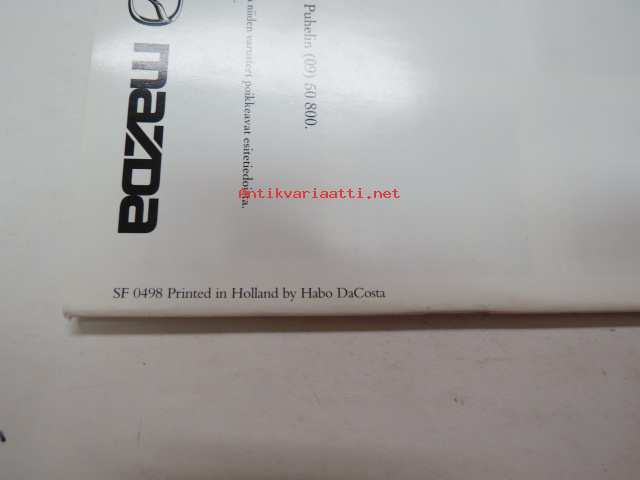 mazda
Puhelin (09) 50 800.
niiden varusteet poikkeavat esitetiedoista.
antikvariaatti.net
SF 0498 Printed in Holland by Habo DaCosta